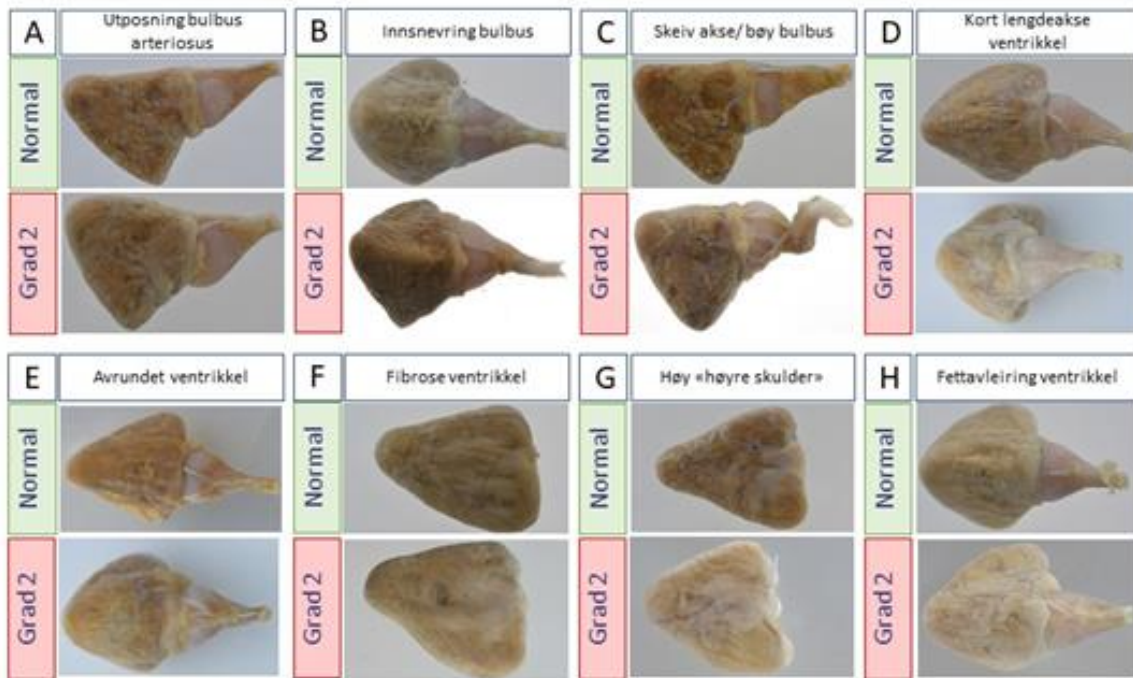 A
Utposning bulbus
arteriosus
B
Innsnevring bulbus
C
Skeiv akse/ bøy bulbus
D
Kort lengdeakse
ventrikkel
Normal
Normal
Normal
Normal
Grad 2
Grad 2
Grad 2
Grad 2
E
Avrundet ventrikkel
F
Fibrose ventrikkel
G
Høy «høyre skulder»
H
Fettavleiring ventrikkel
Normal
Normal
Normal
Normal
Grad 2
Grad 2
Grad 2
Grad 2